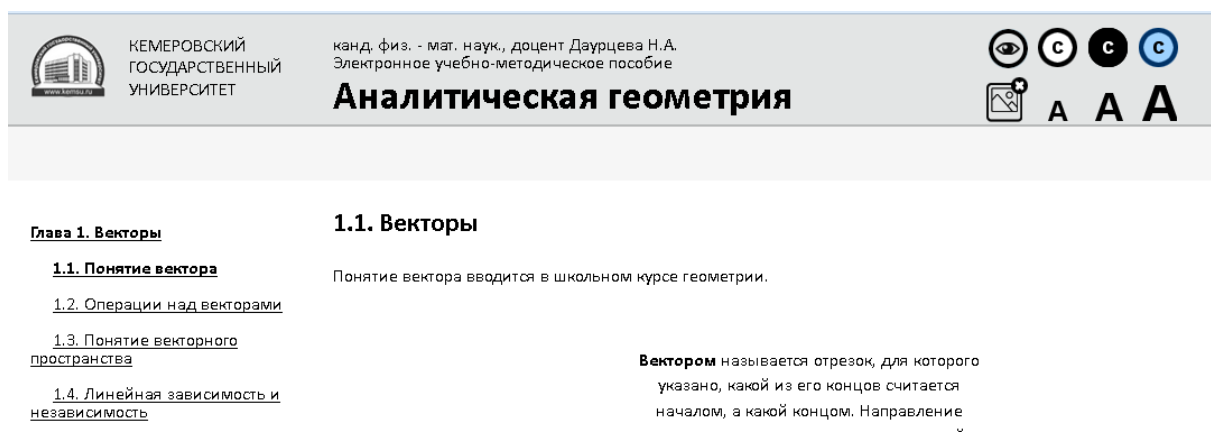 КЕМЕРОВСКИЙ
ГОСУДАРСТВЕННЫЙ
УНИВЕРСИТЕТ
www.kemsu.ru
канд. физ. - мат. наук., доцент Даурцева Н.А.
Электронное учебно-методическое пособие
Аналитическая геометрия
C C C
A A A
Глава 1. Векторы
1.1. Понятие вектора
1.2. Операции над векторами
1.3. Понятие векторного
пространства
1.4. Линейная зависимость и
независимость
1.1. Векторы
Понятие вектора вводится в школьном курсе геометрии.
Вектором называется отрезок, для которого
указано, какой из его концов считается
началом, а какой концом. Направление